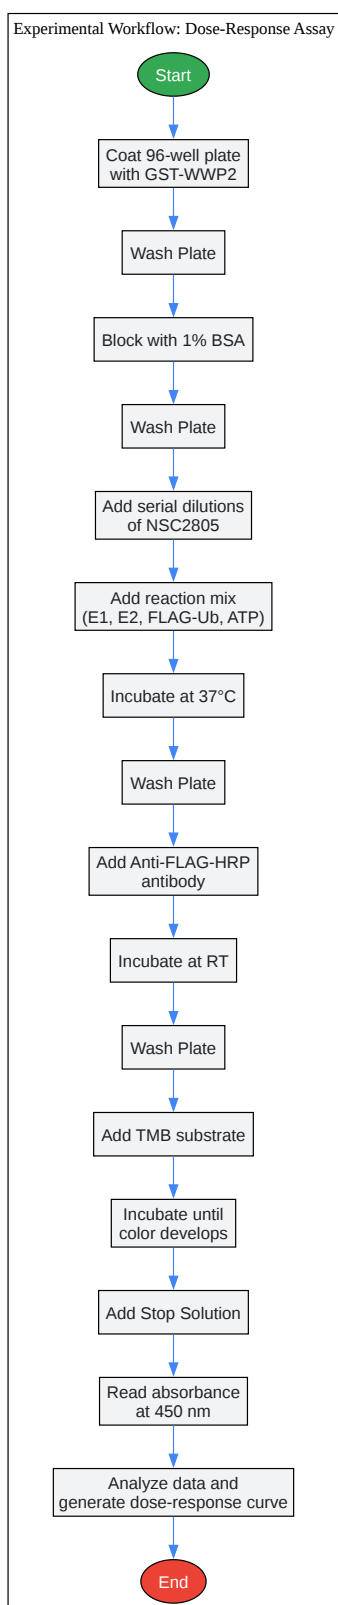 Experimental Workflow: Dose-Response Assay
Start
Coat 96-well plate
with GST-WWP2
Wash Plate
Block with 1% BSA
Wash Plate
Add serial dilutions
of NSC2805
Add reaction mix
(E1, E2, FLAG-Ub, ATP)
Incubate at 37°C
Wash Plate
Add Anti-FLAG-HRP
antibody
Incubate at RT
Wash Plate
Add TMB substrate
Incubate until
color develops
Add Stop Solution
Read absorbance
at 450 nm
Analyze data and
generate dose-response curve
End